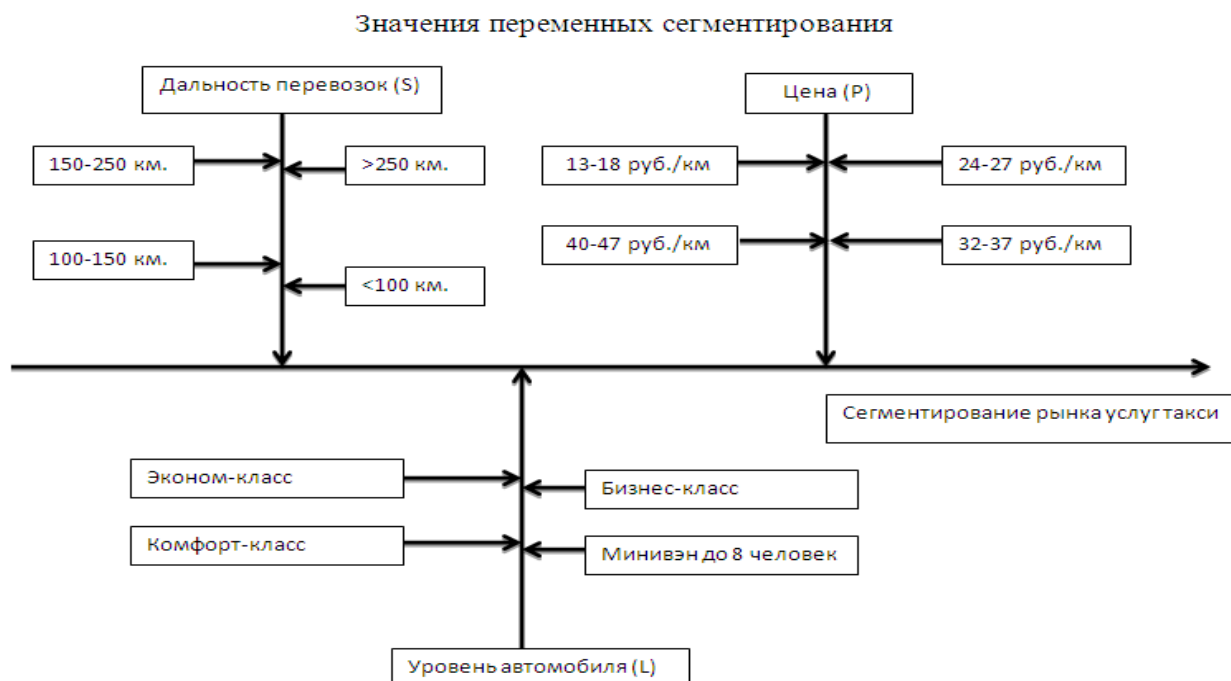 Значения переменных сегментирования
Дальность перевозок (S)
Цена (P)
150-250 км.
>250 км.
13-18 руб./км
24-27 руб./км
100-150 км.
<100 км.
40-47 руб./км
32-37 руб./км
Сегментирование рынка услуг такси
Эконом-класс
Бизнес-класс
Комфорт-класс
Минивэн до 8 человек
Уровень автомобиля (L)